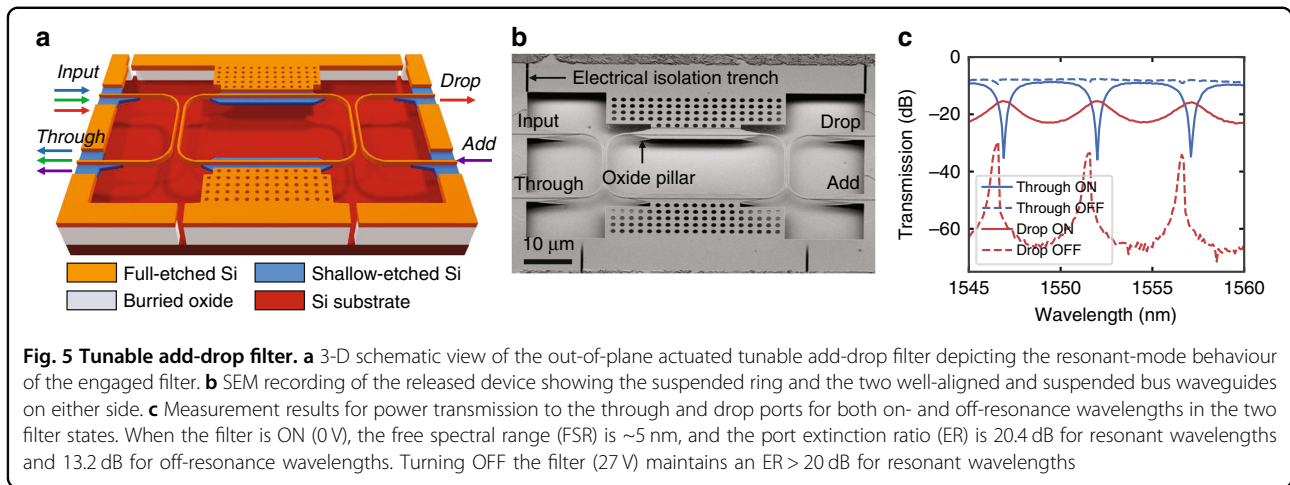 a
Input
Drop
Through
Add
Full-etched Si
Shallow-etched Si
Burried oxide
Si substrate
b
Electrical isolation trench
Input
Drop
Oxide pillar
Through
Add
10 μm
c
0
−20
−40
−60
Transmission (dB)
Through ON
Through OFF
Drop ON
Drop OFF
1545
1550
1555
1560
Wavelength (nm)
Fig. 5 Tunable add-drop filter. a 3-D schematic view of the out-of-plane actuated tunable add-drop filter depicting the resonant-mode behaviour
of the engaged filter. b SEM recording of the released device showing the suspended ring and the two well-aligned and suspended bus waveguides
on either side. c Measurement results for power transmission to the through and drop ports for both on- and off-resonance wavelengths in the two
filter states. When the filter is ON (0 V), the free spectral range (FSR) is ~5 nm, and the port extinction ratio (ER) is 20.4 dB for resonant wavelengths
and 13.2 dB for off-resonance wavelengths. Turning OFF the filter (27 V) maintains an ER > 20 dB for resonant wavelengths